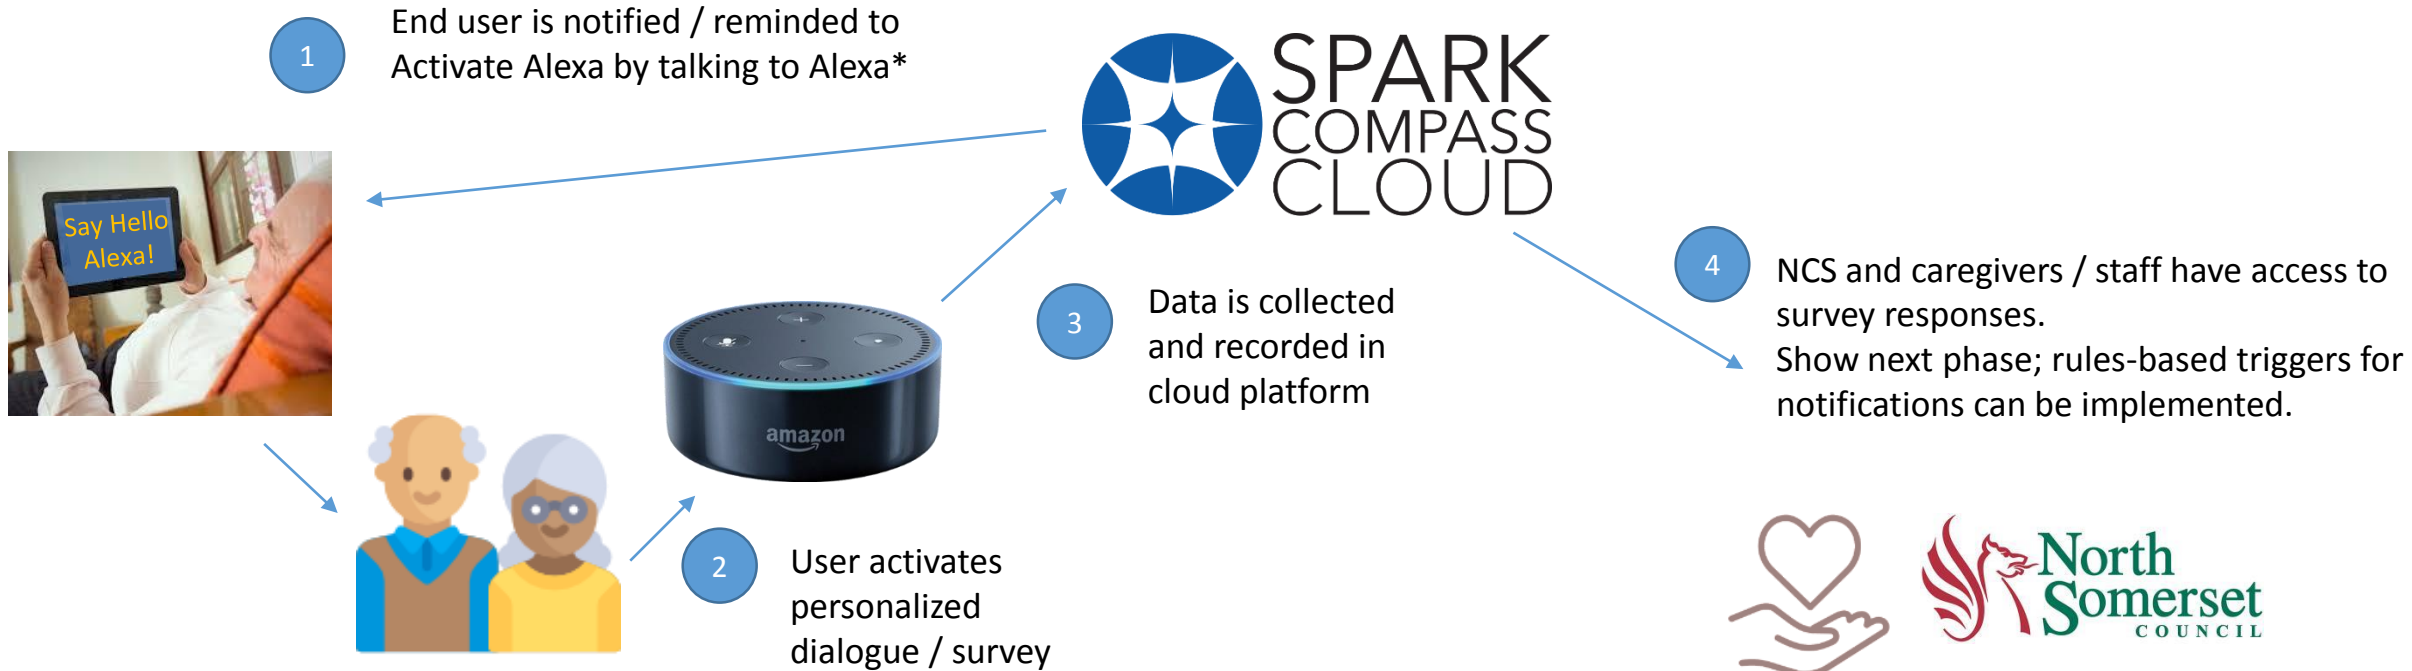 1
End user is notified / reminded to
Activate Alexa by talking to Alexa*
SPARK
COMPASS
CLOUD
Say Hello
Alexa!
amazon
2
User activates
personalized
dialogue / survey
3
Data is collected
and recorded in
cloud platform
4
NCS and caregivers / staff have access to
survey responses.
Show next phase; rules-based triggers for
notifications can be implemented.
North
Somerset
COUNCIL